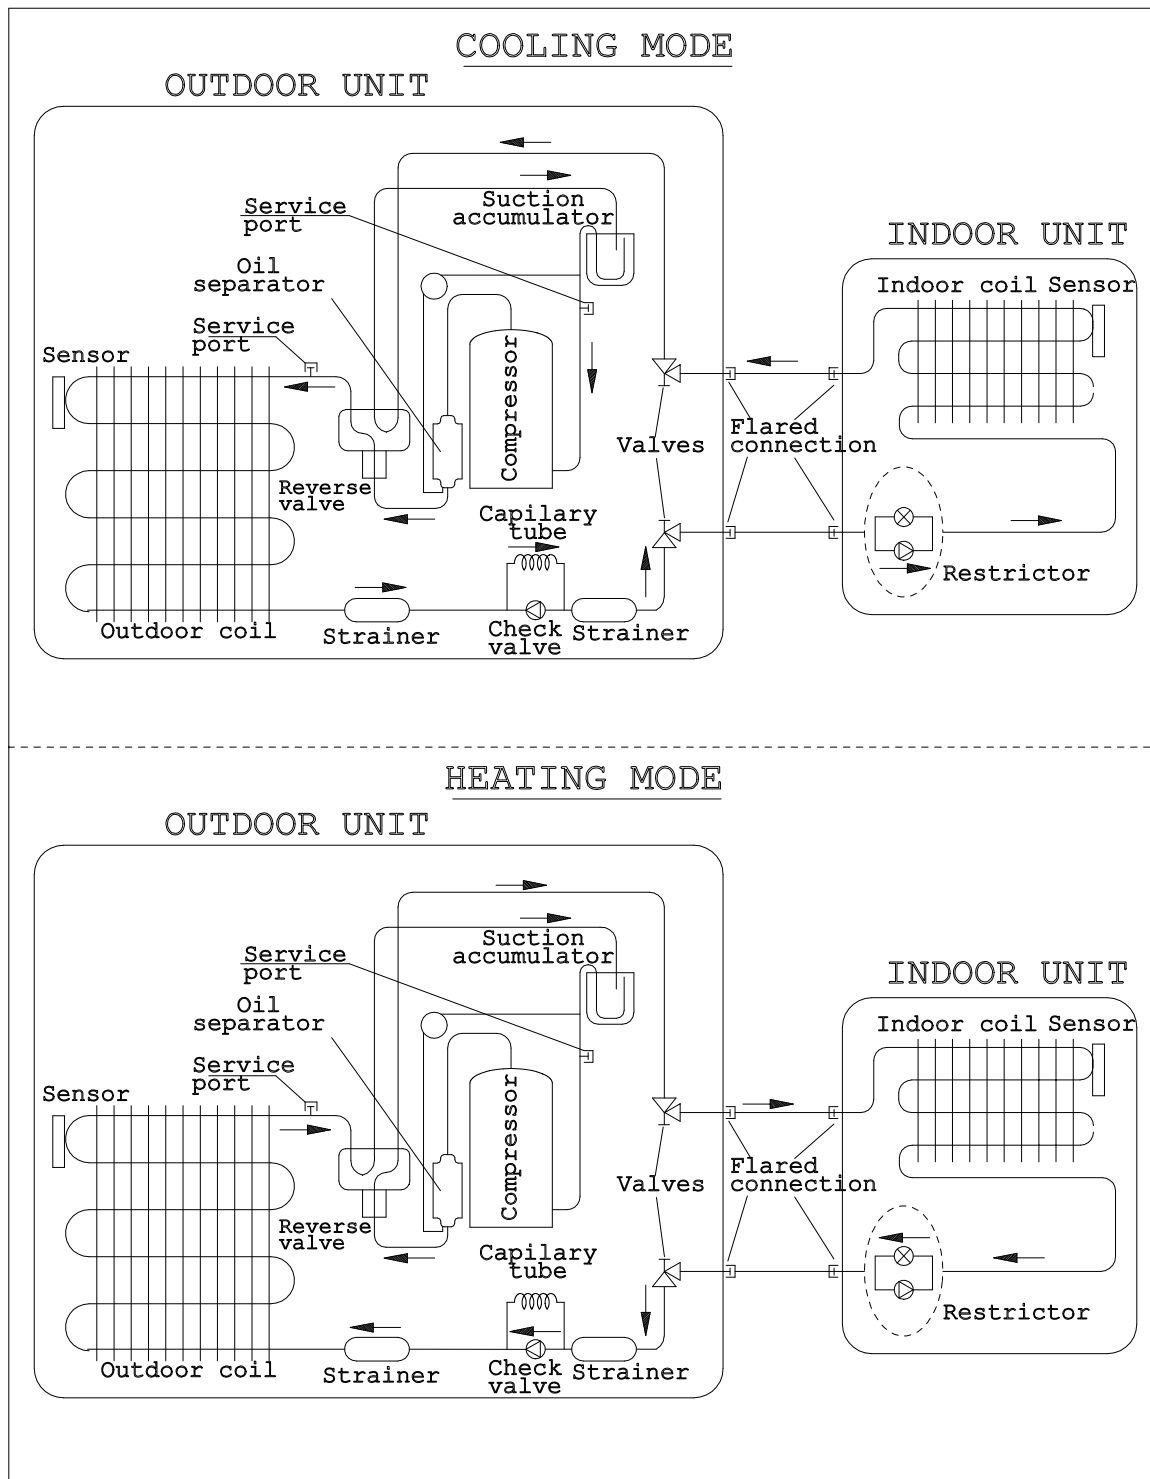 COOLING MODE
OUTDOOR UNIT
Service
port
Suction
accumulator
INDOOR UNIT
Oil
separator
Indoor coil
Sensor
Service
port
Sensor
Compressor
Valves
Flared
connection
Reverse
valve
Capilary
tube
Restrictor
Outdoor coil
Strainer
Check
valve
Strainer
HEATING MODE
OUTDOOR UNIT
Service
port
Suction
accumulator
INDOOR UNIT
Oil
separator
Indoor coil
Sensor
Service
port
Sensor
Compressor
Valves
Flared
connection
Reverse
valve
Capilary
tube
Restrictor
Outdoor coil
Strainer
Check
valve
Strainer